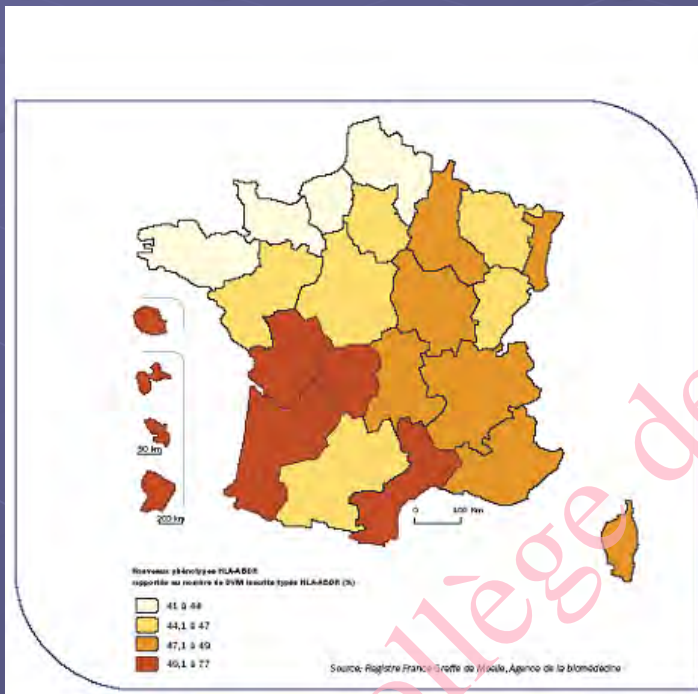 50 km
200 km
0 100 Km
Nouveaux phénotypes HLA-ABDR
rapportés au nombre de DVM inscrits typés HLA-ABDR (%)
41 à 44
44,1 à 47
47,1 à 49
49,1 à 77
Source: Registre France Greffe de Moelle, Agence de la biomédecine
ollège de